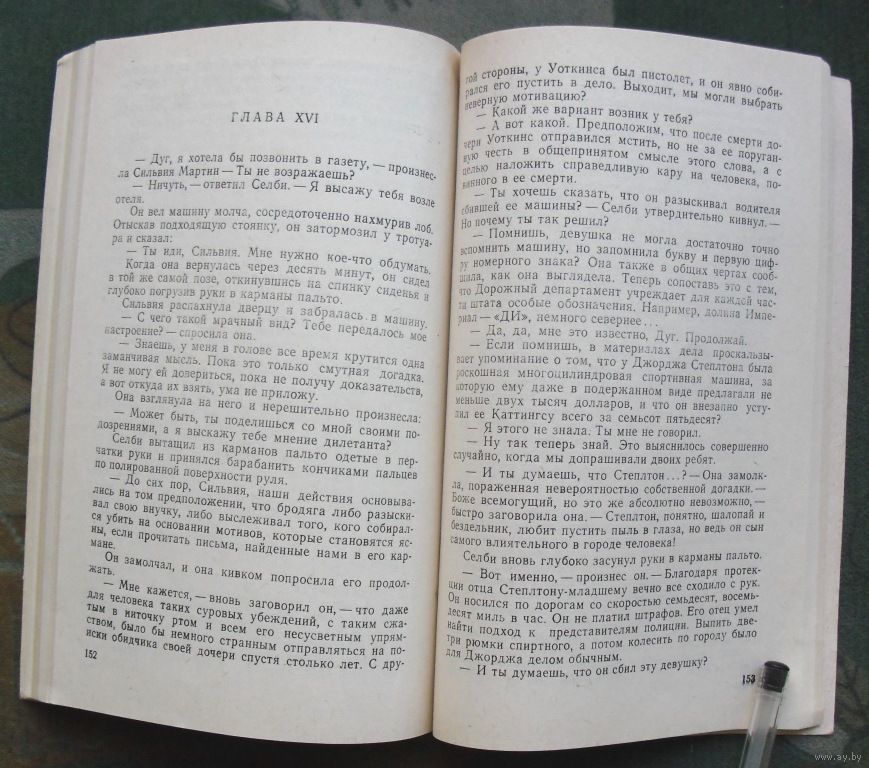 ГЛАВА XVI
— Дуг, я хотела бы позвонить в газету, — произнес-
ла Сильвия Мартин — Ты не возражаешь?
— Ничуть, — ответил Селби. — Я высажу тебя возле
отеля.
Он вел машину молча, сосредоточенно нахмурив лоб.
Отыскав подходящую стоянку, он затормозил у тротуа-
ра и сказал:
— Ты иди, Сильвия. Мне нужно кое-что обдумать.
Когда она вернулась через десять минут, он сидел
в той же самой позе, откинувшись на спинку сиденья и
глубоко погрузив руки в карманы пальто.
Сильвия распахнула дверцу и забралась в машину.
— С чего такой мрачный вид? Тебе передалось мое
настроение? — спросила она.
— Знаешь, у меня в голове все время крутится одна
заманчивая мысль. Пока это только смутная догадка.
Я не могу ей довериться, пока не получу доказательств,
а вот откуда их взять, ума не приложу.
Она взглянула на него и нерешительно произнесла:
— Может быть, ты поделишься со мной своими по-
дозрениями, а я выскажу тебе мнение дилетанта?
Селби вытащил из карманов пальто одетые в пер-
чатки руки и принялся барабанить кончиками пальцев
по полированной поверхности руля.
— До сих пор, Сильвия, наши действия основыва-
лись на том предположении, что бродяга либо разыски-
вал свою внучку, либо выслеживал того, кого собирал-
ся убить на основании мотивов, которые становятся яс-
ны, если прочитать письма, найденные нами в его кар-
мане.
Он замолчал, и она кивком попросила его продол-
жать.
— Мне кажется, — вновь заговорил он, — что даже
для человека таких суровых убеждений, с таким сжа-
тым в ниточку ртом и всем его несусветным упрям-
ством, было бы немного странным отправляться на по-
иски обидчика своей дочери спустя столько лет. С дру-
152
гой стороны, у Уоткинса был пистолет, и он явно соби-
рался его пустить в дело. Выходит, мы могли выбрать
неверную мотивацию?
— Какой же вариант возник у тебя?
— А вот какой. Предположим, что после смерти до-
чери Уоткинс отправился мстить, но не за ее поруган-
ную честь в общепринятом смысле этого слова, а с
целью наложить справедливую кару на человека, по-
винного в ее смерти.
— Ты хочешь сказать, что он разыскивал водителя
сбившей ее машины? — Селби утвердительно кивнул. —
Но почему ты так решил?
— Помнишь, девушка не могла достаточно точно
вспомнить машину, но запомнила букву и первую циф-
ру номерного знака? Она также в общих чертах сооб-
щила, как она выглядела. Теперь сопоставь это с тем,
что Дорожный департамент учреждает для каждой час-
ти штата особые обозначения. Например, долина Импе-
риал — «ДИ», немного севернее...
— Да, да, мне это известно, Дуг. Продолжай.
— Если помнишь, в материалах дела проскальзы-
вает упоминание о том, что у Джорджа Степлтона была
роскошная многоцилиндровая спортивная машина, за
которую ему даже в подержанном виде предлагали не
меньше двух тысяч долларов, и что он внезапно усту-
пил ее Каттингсу всего за семьсот пятьдесят?
— Я этого не знала. Ты мне не говорил.
— Ну так теперь знай. Это выяснилось совершенно
случайно, когда мы допрашивали двоих ребят.
— И ты думаешь, что Степлтон...? — Она замолк-
ла, пораженная невероятностью собственной догадки. —
Боже всемогущий, но это же абсолютно невозможно, —
быстро заговорила она. — Степлтон, понятно, шалопай и
бездельник, любит пустить пыль в глаза, но ведь он сын
самого влиятельного в городе человека!
Селби вновь глубоко засунул руки в карманы пальто.
— Вот именно, — произнес он. — Благодаря протек-
ции отца Степлтону-младшему вечно все сходило с рук.
Он носился по дорогам со скоростью семьдесят, восемь-
десят миль в час. Он не платил штрафов. Его отец умел
найти подход к представителям полиции. Выпить две-
три рюмки спиртного, а потом колесить по городу было
для Джорджа делом обычным.
— И ты думаешь, что он сбил эту девушку?
153
www.ay.by